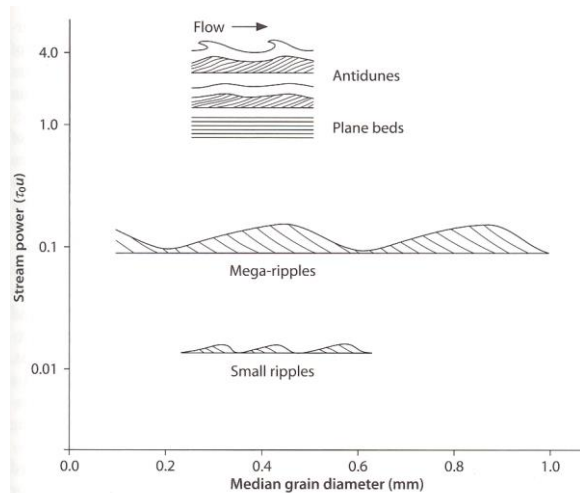 Flow
4.0
Antidunes
1.0
Plane beds
Stream power (τ₀u)
0.1
Mega-ripples
0.01
Small ripples
0.0 0.2 0.4 0.6 0.8 1.0
Median grain diameter (mm)